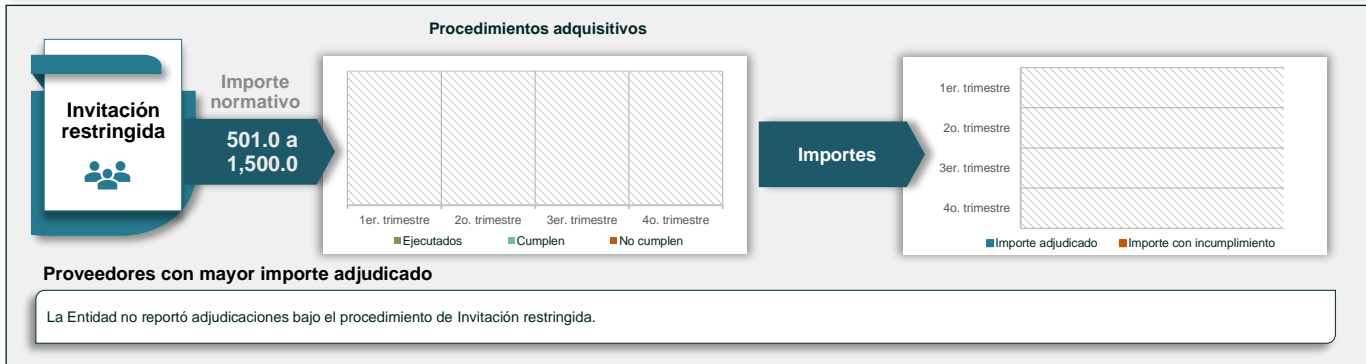 Procedimientos adquisitivos
Invitación
restringida
Importe
normativo
501.0 a
1,500.0
1er. trimestre 2o. trimestre 3er. trimestre 4o. trimestre
Ejecutados Cumplen No cumplen
Importes
1er. trimestre
2o. trimestre
3er. trimestre
4o. trimestre
Importe adjudicado Importe con incumplimiento
Proveedores con mayor importe adjudicado
La Entidad no reportó adjudicaciones bajo el procedimiento de Invitación restringida.